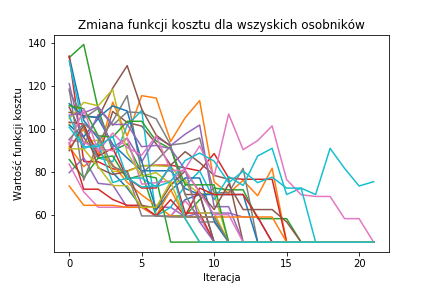 Zmiana funkcji kosztu dla wszyskich osobników
Wartość funkcji kosztu
140
120
100
80
60
0 5 10 15 20
Iteracja